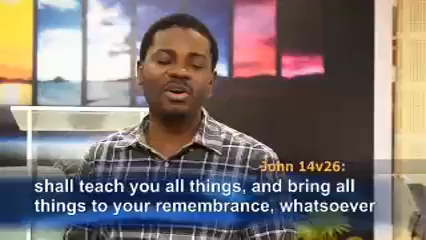 John 14v26:
shall teach you all things, and bring all
things to your remembrance, whatsoever